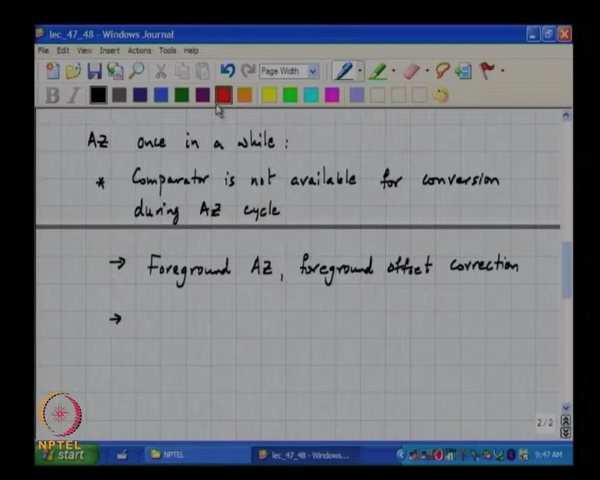 lec_47_48 - Windows Journal
File Edit View Insert Actions Tools Help
Page Width
B I
AZ once in a while :
* Comparator is not available for conversion
during AZ cycle
→ Foreground AZ, foreground offset correction
→
2 / 2
NPTEL
start NPTEL lec_47_48 - Windows... 9:47 AM